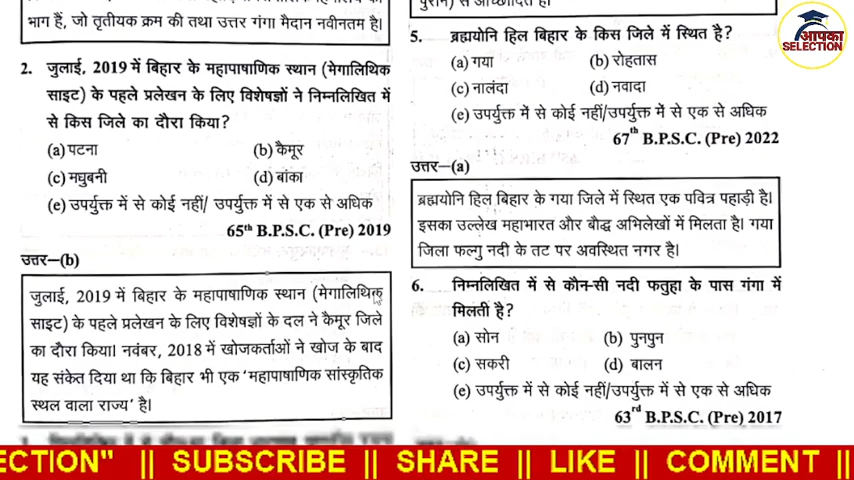 भाग हैं, जो तृतीयक क्रम की तथा उत्तर गंगा मैदान नवीनतम है।
2. जुलाई, 2019 में बिहार के महापाषाणिक स्थान (मेगालिथिक
साइट) के पहले प्रलेखन के लिए विशेषज्ञों ने निम्नलिखित में
से किस जिले का दौरा किया?
(a) पटना (b) कैमूर
(c) मधुबनी (d) बांका
(e) उपर्युक्त में से कोई नहीं/ उपर्युक्त में से एक से अधिक
65th B.P.S.C. (Pre) 2019
उत्तर–(b)
जुलाई, 2019 में बिहार के महापाषाणिक स्थान (मेगालिथिक
साइट) के पहले प्रलेखन के लिए विशेषज्ञों के दल ने कैमूर जिले
का दौरा किया। नवंबर, 2018 में खोजकर्ताओं ने खोज के बाद
यह संकेत दिया था कि बिहार भी एक 'महापाषाणिक सांस्कृतिक
स्थल वाला राज्य' है।
5. ब्रह्मयोनि हिल बिहार के किस जिले में स्थित है?
(a) गया (b) रोहतास
(c) नालंदा (d) नवादा
(e) उपर्युक्त में से कोई नहीं/उपर्युक्त में से एक से अधिक
67th B.P.S.C. (Pre) 2022
उत्तर–(a)
ब्रह्मयोनि हिल बिहार के गया जिले में स्थित एक पवित्र पहाड़ी है।
इसका उल्लेख महाभारत और बौद्ध अभिलेखों में मिलता है। गया
जिला फल्गु नदी के तट पर अवस्थित नगर है।
6. निम्नलिखित में से कौन-सी नदी फतुहा के पास गंगा में
मिलती है?
(a) सोन (b) पुनपुन
(c) सकरी (d) बालन
(e) उपर्युक्त में से कोई नहीं/उपर्युक्त में से एक से अधिक
63rd B.P.S.C. (Pre) 2017
आपका
SELECTION
ECTION" || SUBSCRIBE || SHARE || LIKE || COMMENT ||